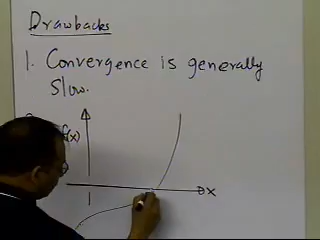 Drawbacks
1. Convergence is generally
slow.
f(x)
x